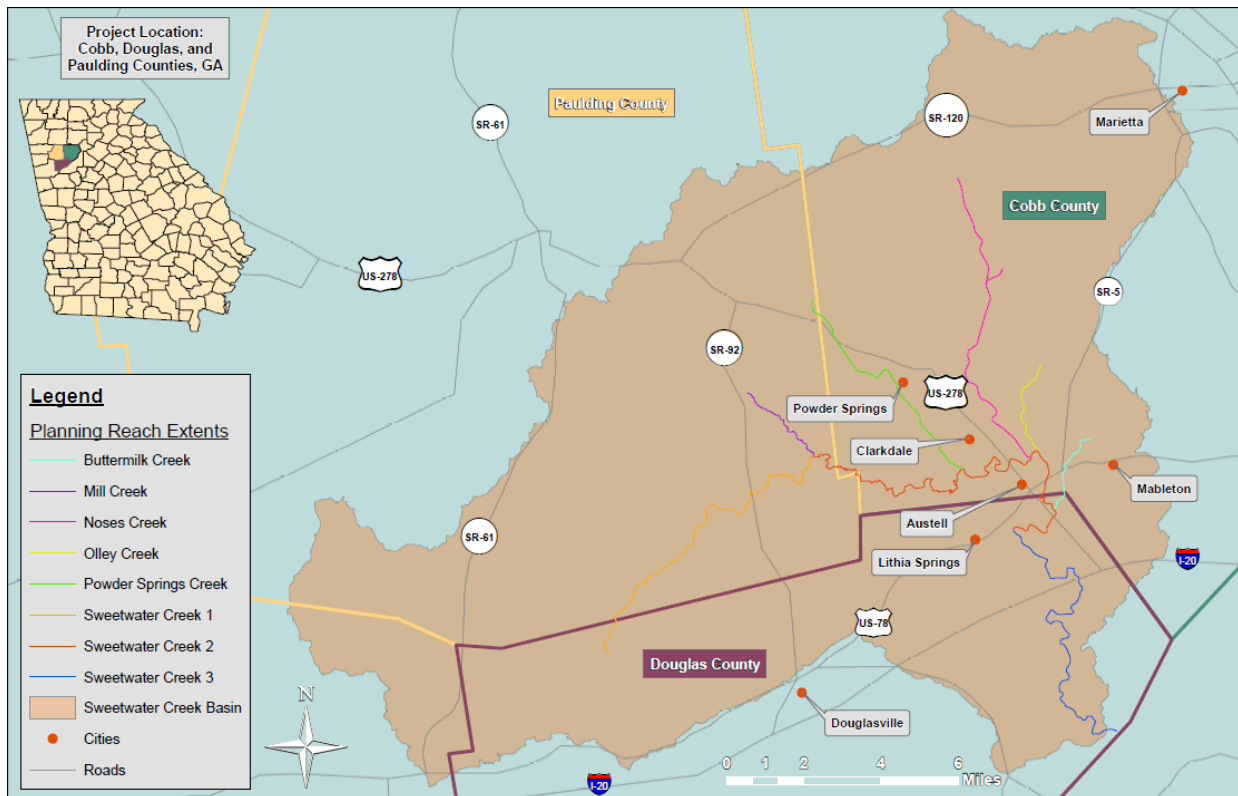 Project Location:
Cobb, Douglas, and
Paulding Counties, GA
Paulding County
SR-61
SR-120
Marietta
Cobb County
US-278
SR-5
SR-92
Powder Springs
US-278
Clarkdale
Mableton
Austell
Lithia Springs
SR-61
I-20
US-78
Douglas County
Douglasville
I-20
Legend
Planning Reach Extents
Buttermilk Creek
Mill Creek
Noses Creek
Olley Creek
Powder Springs Creek
Sweetwater Creek 1
Sweetwater Creek 2
Sweetwater Creek 3
Sweetwater Creek Basin
Cities
Roads
N
0 1 2 4 6
Miles